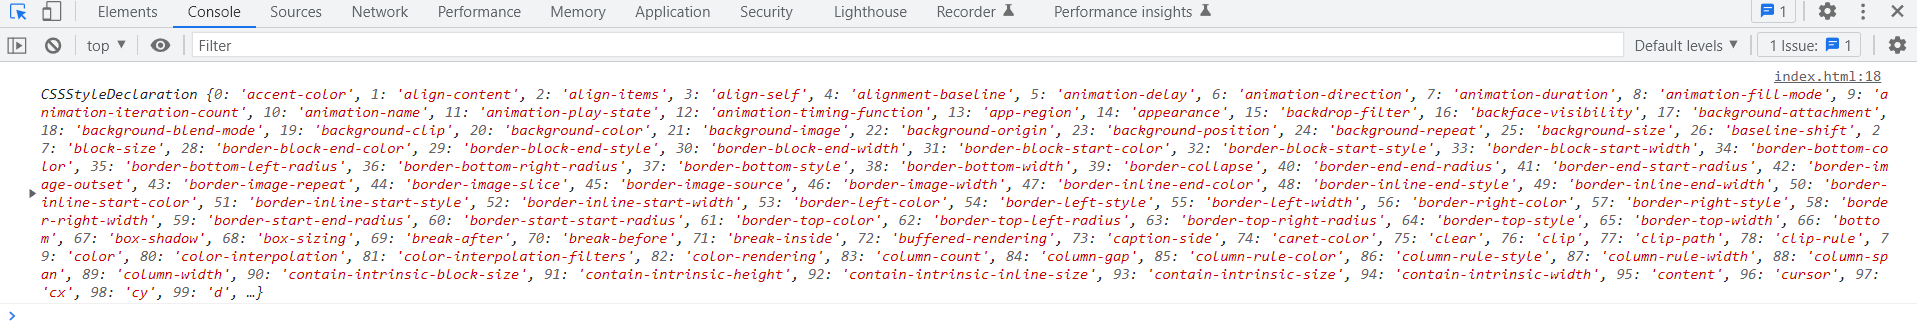 Elements Console Sources Network Performance Memory Application Security Lighthouse Recorder Performance insights 1
top Filter Default levels 1 Issue: 1
index.html:18
CSSStyleDeclaration {0: 'accent-color', 1: 'align-content', 2: 'align-items', 3: 'align-self', 4: 'alignment-baseline', 5: 'animation-delay', 6: 'animation-direction', 7: 'animation-duration', 8: 'animation-fill-mode', 9: 'a
nimation-iteration-count', 10: 'animation-name', 11: 'animation-play-state', 12: 'animation-timing-function', 13: 'app-region', 14: 'appearance', 15: 'backdrop-filter', 16: 'backface-visibility', 17: 'background-attachment',
18: 'background-blend-mode', 19: 'background-clip', 20: 'background-color', 21: 'background-image', 22: 'background-origin', 23: 'background-position', 24: 'background-repeat', 25: 'background-size', 26: 'baseline-shift', 2
7: 'block-size', 28: 'border-block-end-color', 29: 'border-block-end-style', 30: 'border-block-end-width', 31: 'border-block-start-color', 32: 'border-block-start-style', 33: 'border-block-start-width', 34: 'border-bottom-co
lor', 35: 'border-bottom-left-radius', 36: 'border-bottom-right-radius', 37: 'border-bottom-style', 38: 'border-bottom-width', 39: 'border-collapse', 40: 'border-end-end-radius', 41: 'border-end-start-radius', 42: 'border-im
age-outset', 43: 'border-image-repeat', 44: 'border-image-slice', 45: 'border-image-source', 46: 'border-image-width', 47: 'border-inline-end-color', 48: 'border-inline-end-style', 49: 'border-inline-end-width', 50: 'border-
inline-start-color', 51: 'border-inline-start-style', 52: 'border-inline-start-width', 53: 'border-left-color', 54: 'border-left-style', 55: 'border-left-width', 56: 'border-right-color', 57: 'border-right-style', 58: 'borde
r-right-width', 59: 'border-start-end-radius', 60: 'border-start-start-radius', 61: 'border-top-color', 62: 'border-top-left-radius', 63: 'border-top-right-radius', 64: 'border-top-style', 65: 'border-top-width', 66: 'botto
m', 67: 'box-shadow', 68: 'box-sizing', 69: 'break-after', 70: 'break-before', 71: 'break-inside', 72: 'buffered-rendering', 73: 'caption-side', 74: 'caret-color', 75: 'clear', 76: 'clip', 77: 'clip-path', 78: 'clip-rule', 7
9: 'color', 80: 'color-interpolation', 81: 'color-interpolation-filters', 82: 'color-rendering', 83: 'column-count', 84: 'column-gap', 85: 'column-rule-color', 86: 'column-rule-style', 87: 'column-rule-width', 88: 'column-sp
an', 89: 'column-width', 90: 'contain-intrinsic-block-size', 91: 'contain-intrinsic-height', 92: 'contain-intrinsic-inline-size', 93: 'contain-intrinsic-size', 94: 'contain-intrinsic-width', 95: 'content', 96: 'cursor', 97:
'cx', 98: 'cy', 99: 'd', …}